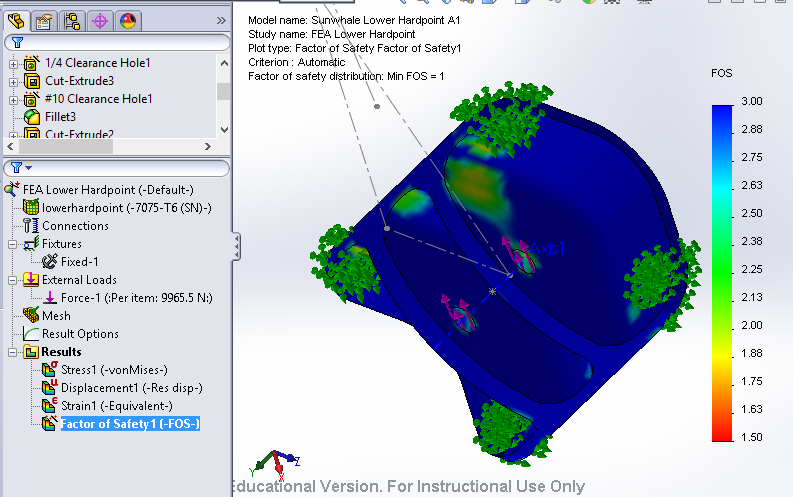 1/4 Clearance Hole1
Cut-Extrude3
#10 Clearance Hole1
Fillet3
Cut-Extrude2
FEA Lower Hardpoint (-Default-)
lowerhardpoint (-7075-T6 (SN)-)
Connections
Fixtures
Fixed-1
External Loads
Force-1 (:Per item: 9965.5 N:)
Mesh
Result Options
Results
Stress1 (-vonMises-)
Displacement1 (-Res disp-)
Strain1 (-Equivalent-)
Factor of Safety1 (-FOS-)
Model name: Sunwhale Lower Hardpoint A1
Study name: FEA Lower Hardpoint
Plot type: Factor of Safety Factor of Safety1
Criterion : Automatic
Factor of safety distribution: Min FOS = 1
Axis1
FOS
3.00
2.88
2.75
2.63
2.50
2.38
2.25
2.13
2.00
1.88
1.75
1.63
1.50
Y
X
Z
Educational Version. For Instructional Use Only